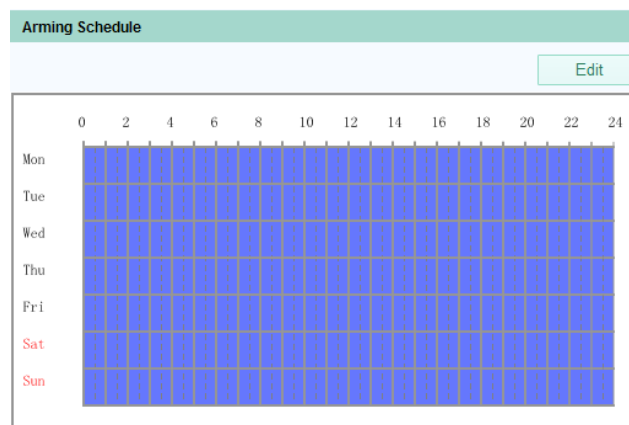 Arming Schedule
Edit
0 2 4 6 8 10 12 14 16 18 20 22 24
Mon
Tue
Wed
Thu
Fri
Sat
Sun